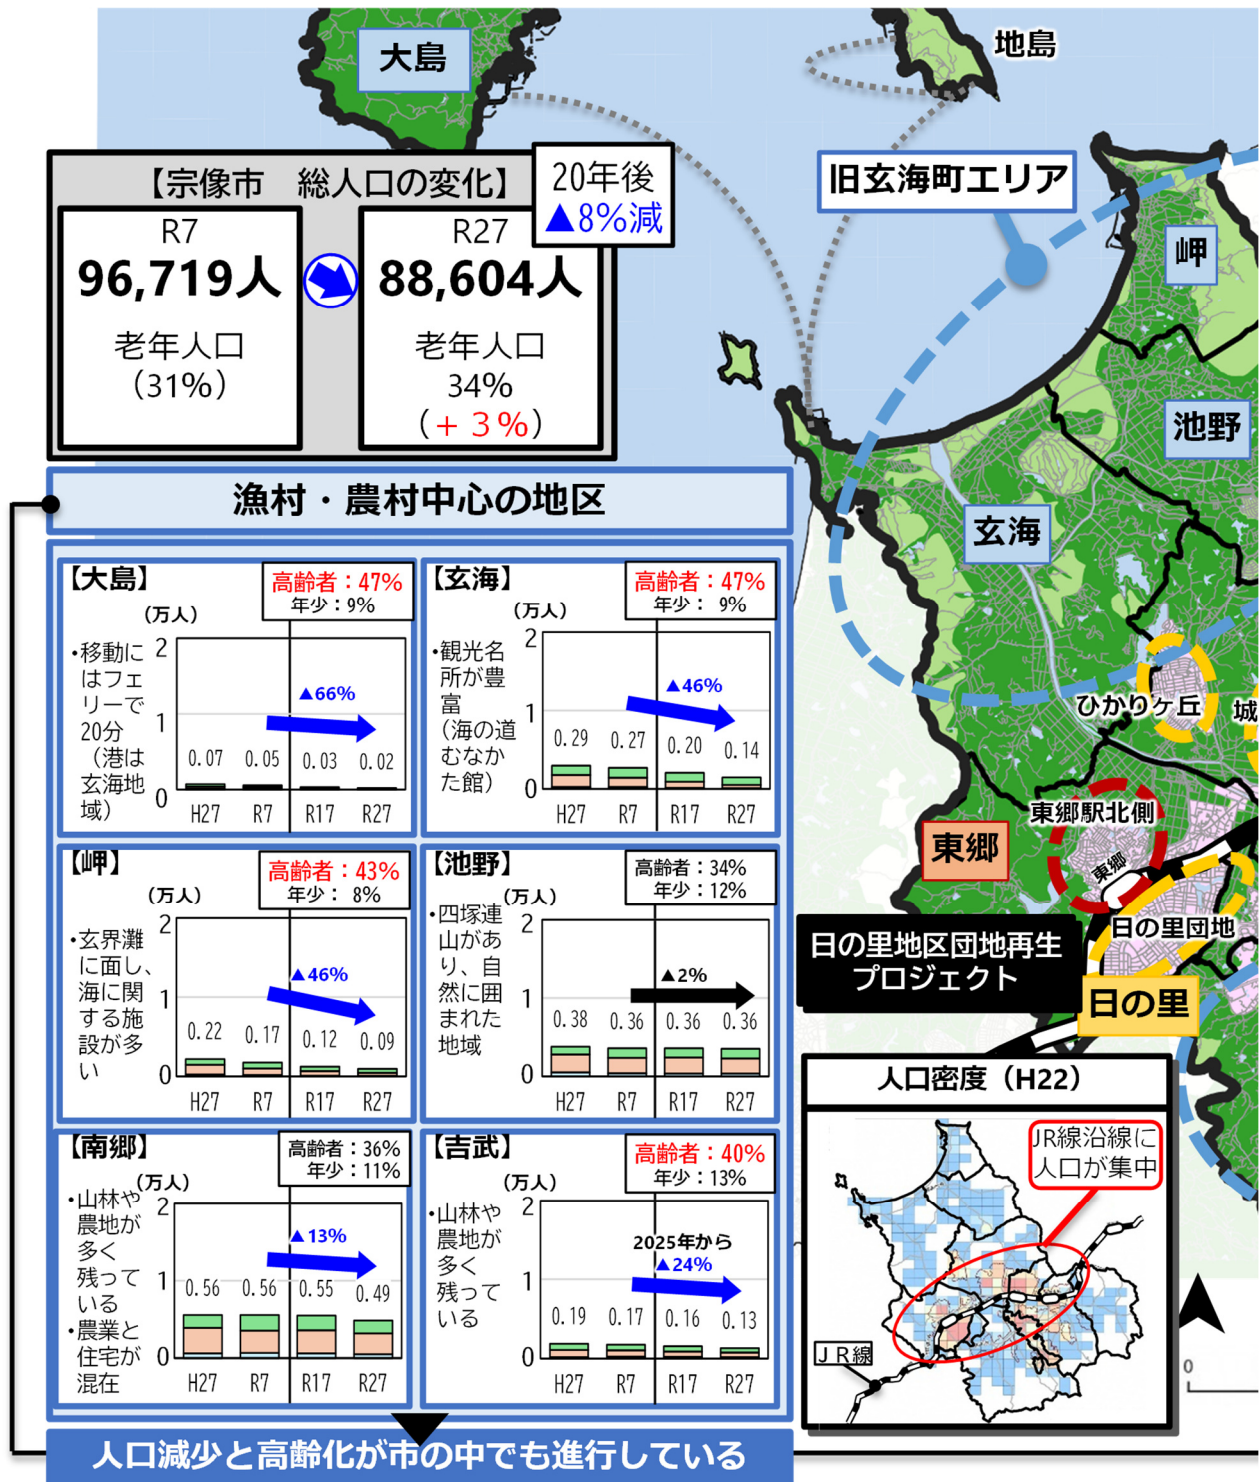 大島
地島
旧玄海町エリア
岬
池野
玄海
ひかりヶ丘
城
東郷駅北側
東郷
東郷
日の里団地
日の里地区団地再生
プロジェクト
日の里
【宗像市　総人口の変化】
20年後
▲8%減
R7
96,719人
老年人口
(31%)
R27
88,604人
老年人口
34%
(+３%)
漁村・農村中心の地区
【大島】
高齢者：47%
年少：9%
(万人)
・移動に
はフェ
リーで
20分
（港は
玄海地
域）
2
1
0
▲66%
0.07 0.05 0.03 0.02
H27 R7 R17 R27
【玄海】
高齢者：47%
年少： 9%
(万人)
・観光名
所が豊
富
（海の道
むなか
た館）
2
1
0
▲46%
0.29 0.27 0.20 0.14
H27 R7 R17 R27
【岬】
高齢者：43%
年少： 8%
(万人)
・玄界灘
に面し、
海に関
する施
設が多
い
2
1
0
▲46%
0.22 0.17 0.12 0.09
H27 R7 R17 R27
【池野】
高齢者：34%
年少：12%
(万人)
・四塚連
山があ
り、自
然に囲
まれた
地域
2
1
0
▲2%
0.38 0.36 0.36 0.36
H27 R7 R17 R27
【南郷】
高齢者：36%
年少：11%
(万人)
・山林や
農地が
多く
残って
いる
・農業と
住宅が
混在
2
1
0
▲13%
0.56 0.56 0.55 0.49
H27 R7 R17 R27
【吉武】
高齢者：40%
年少：13%
(万人)
・山林や
農地が
多く
残って
いる
2
1
0
2025年から
▲24%
0.19 0.17 0.16 0.13
H27 R7 R17 R27
人口減少と高齢化が市の中でも進行している
人口密度（H22）
JR線沿線に
人口が集中
ＪＲ線
0